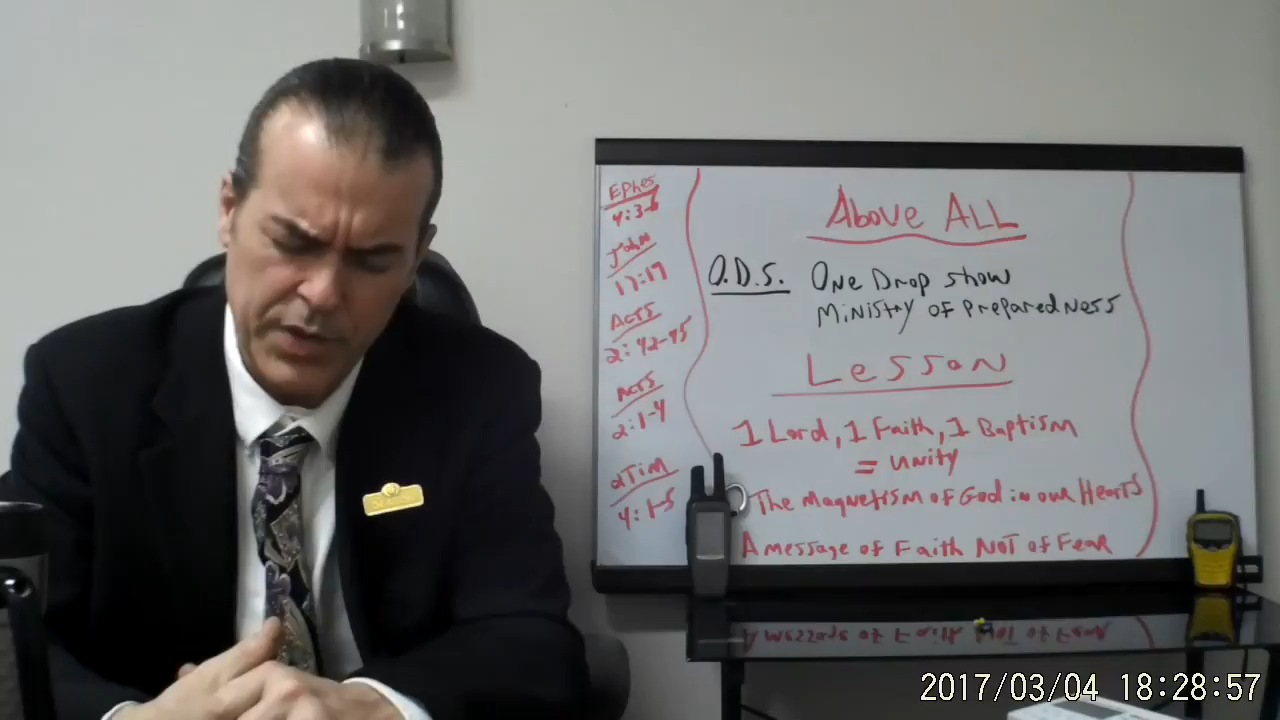 Ephes
4:3-6
John
17:17
Acts
2:42-45
Acts
2:1-4
2Tim
4:1-5
Above ALL
O.D.S. One Drop show
Ministry of Preparedness
Lesson
1 Lord, 1 Faith, 1 Baptism
= unity
The Magnetism of God in our Hearts
A message of Faith Not of Fear
2017/03/04 18:28:57